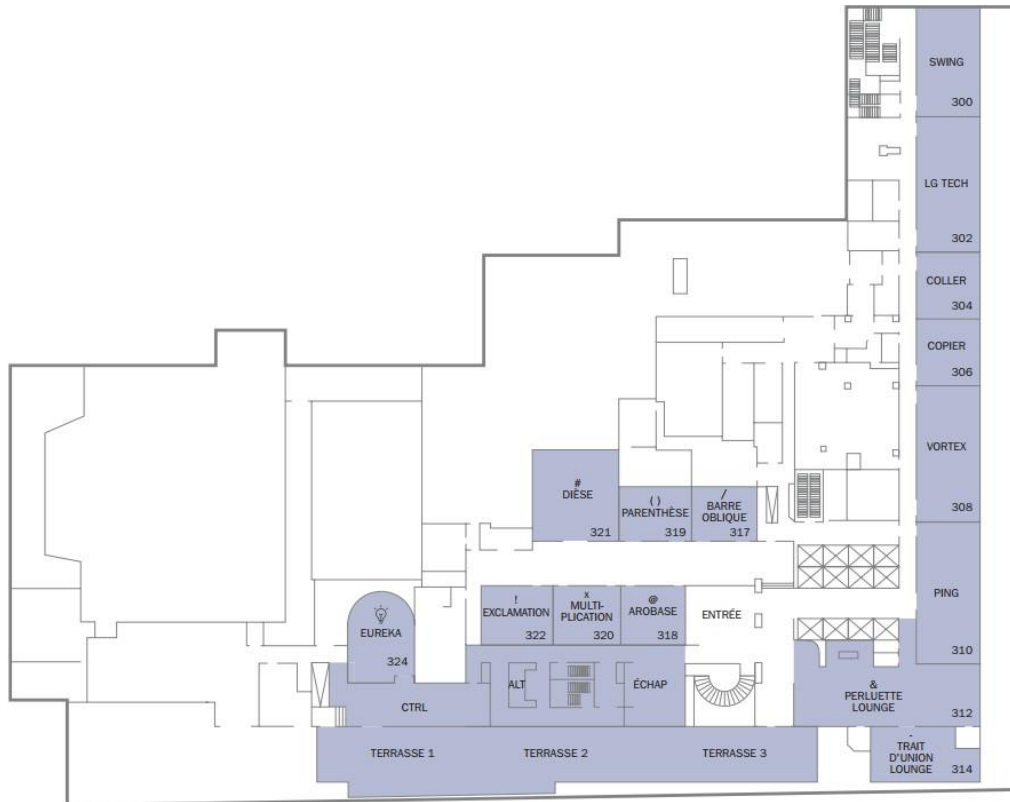 SWING
300
LG TECH
302
COLLER
304
COPIER
306
VORTEX
308
#
DIÈSE
321
( )
PARENTHÈSE
319
/
BARRE
OBLIQUE
317
PING
310
!
EXCLAMATION
322
x
MULTI-
PLICATION
320
@
AROBASE
318
ENTRÉE
EUREKA
324
CTRL
ALT
ÉCHAP
&
PERLUETTE
LOUNGE
312
TERRASSE 1
TERRASSE 2
TERRASSE 3
-
TRAIT
D'UNION
LOUNGE
314